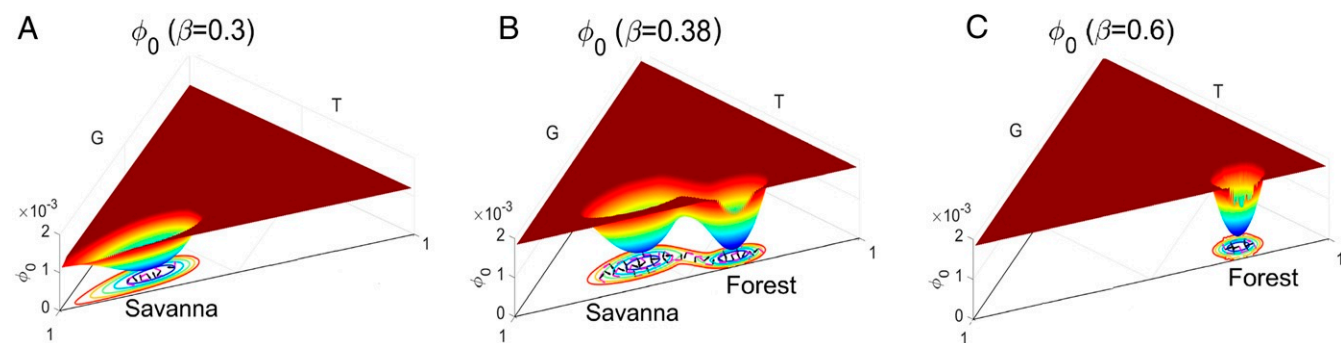 A
ϕ₀ (β=0.3)
T
G
×10⁻³
2
1
0
ϕ₀
1
1
Savanna
B
ϕ₀ (β=0.38)
T
G
×10⁻³
2
1
0
ϕ₀
1
1
Savanna
Forest
C
ϕ₀ (β=0.6)
T
G
×10⁻³
2
1
0
ϕ₀
1
1
Forest